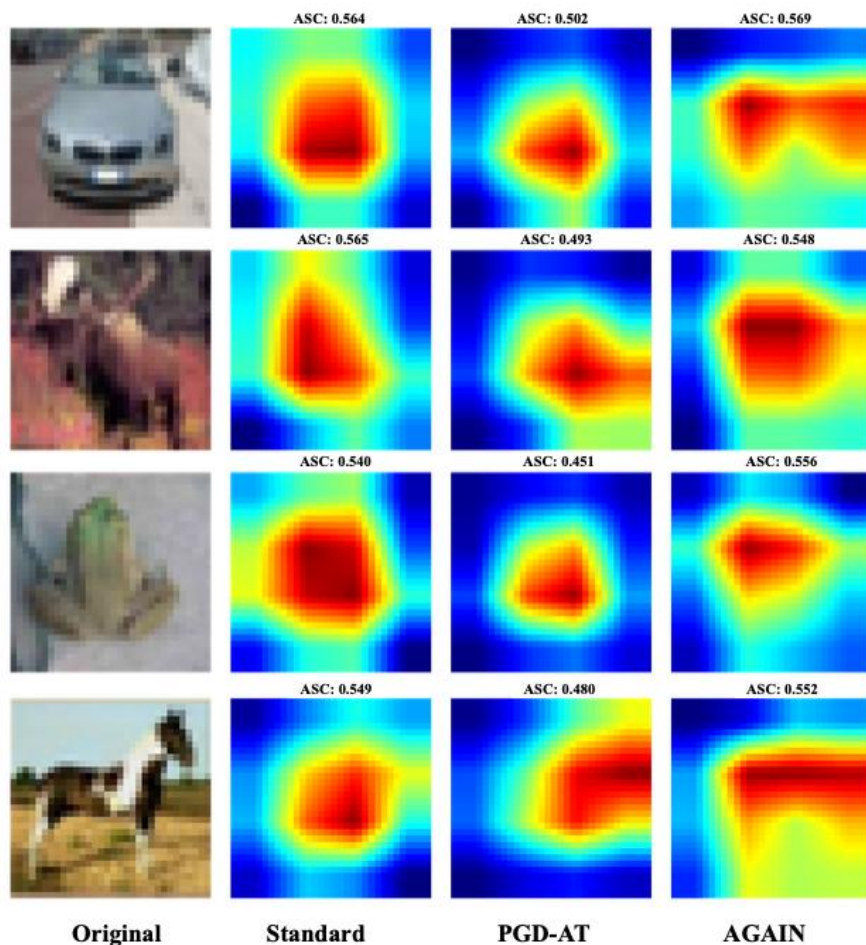 ASC: 0.564 ASC: 0.502 ASC: 0.569
ASC: 0.565 ASC: 0.493 ASC: 0.548
ASC: 0.540 ASC: 0.451 ASC: 0.556
ASC: 0.549 ASC: 0.480 ASC: 0.552
Original Standard PGD-AT AGAIN